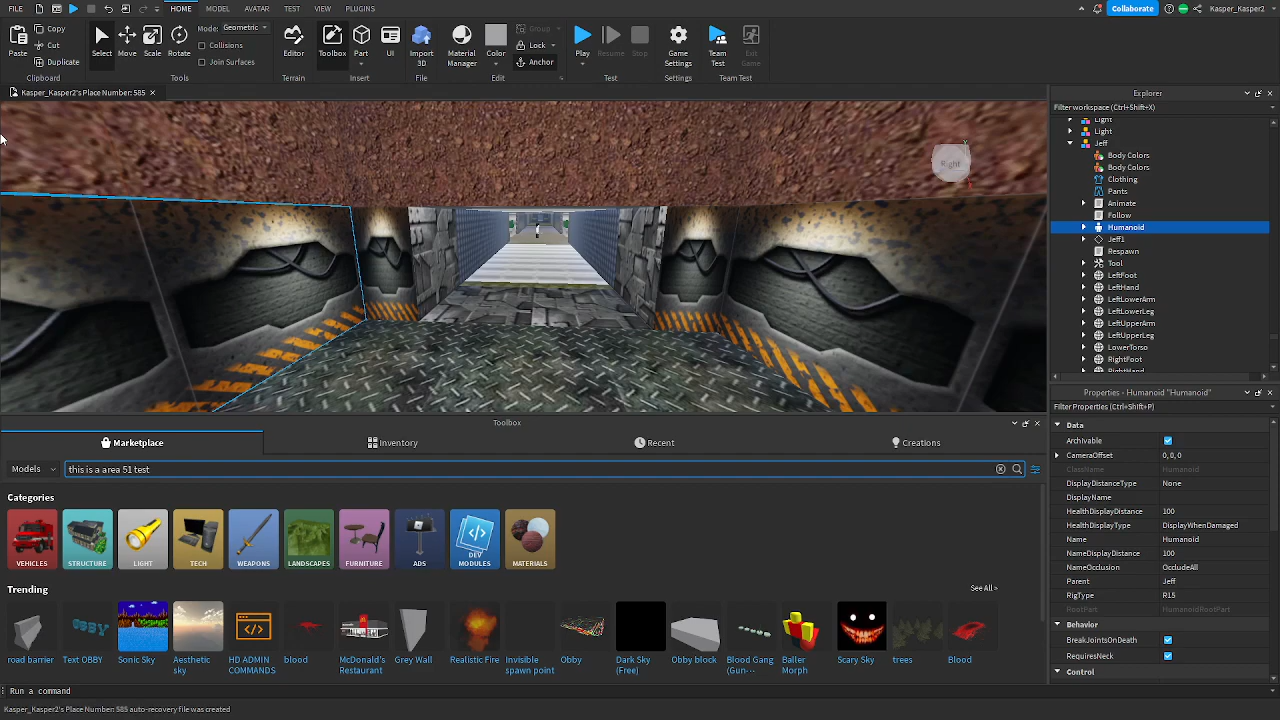 FILE HOME MODEL AVATAR TEST VIEW PLUGINS Collaborate Kasper_Kasper2
Paste Copy Cut Duplicate Clipboard
Select Move Scale Rotate Mode: Geometric Collisions Join Surfaces Tools
Editor Terrain
Toolbox Part UI Insert
Import 3D File
Material Manager Color Group Lock Anchor Edit
Play Resume Stop Test
Game Settings Settings
Team Test Exit Game Team Test
Kasper_Kasper2's Place Number: 585
Right
Explorer
Filter workspace (Ctrl+Shift+X)
Light
Light
Jeff
Body Colors
Body Colors
Clothing
Pants
Animate
Follow
Humanoid
Jeff1
Respawn
Tool
LeftFoot
LeftHand
LeftLowerArm
LeftLowerLeg
LeftUpperArm
LeftUpperLeg
LowerTorso
RightFoot
RightHand
Properties - Humanoid "Humanoid"
Filter Properties (Ctrl+Shift+P)
Data
Archivable
CameraOffset 0, 0, 0
ClassName Humanoid
DisplayDistanceType None
DisplayName
HealthDisplayDistance 100
HealthDisplayType DisplayWhenDamaged
Name Humanoid
NameDisplayDistance 100
NameOcclusion OccludeAll
Parent Jeff
RigType R15
RootPart HumanoidRootPart
Behavior
BreakJointsOnDeath
RequiresNeck
Control
Toolbox
Marketplace Inventory Recent Creations
Models this is a area 51 test
Categories
VEHICLES STRUCTURE LIGHT TECH WEAPONS LANDSCAPES FURNITURE ADS DEV MODULES MATERIALS
Trending See All >
road barrier Text OBBY Sonic Sky Aesthetic sky HD ADMIN COMMANDS blood McDonald's Restaurant Grey Wall Realistic Fire Invisible spawn point Obby Dark Sky (Free) Obby block Blood Gang (Gun-... Baller Morph Scary Sky trees Blood
Run a command
Kasper_Kasper2's Place Number: 585 auto-recovery file was created